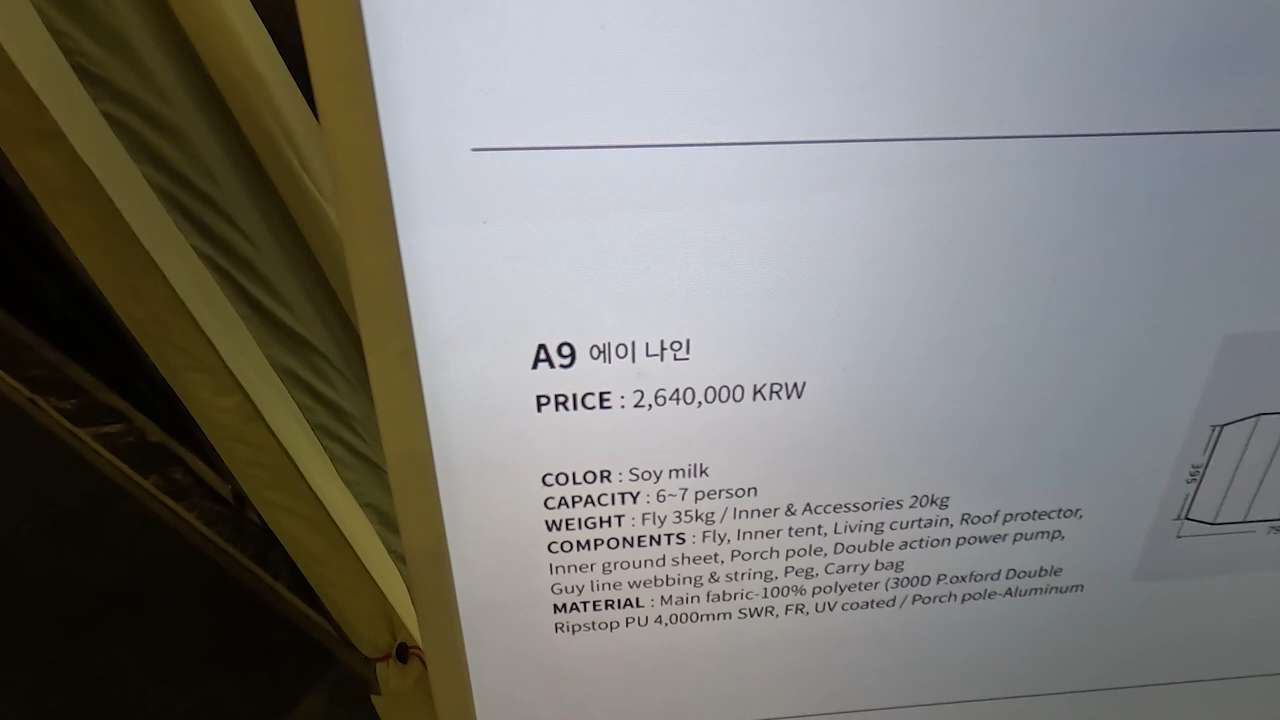 A9 에이 나인
PRICE : 2,640,000 KRW
COLOR : Soy milk
CAPACITY : 6~7 person
WEIGHT : Fly 35kg / Inner & Accessories 20kg
COMPONENTS : Fly, Inner tent, Living curtain, Roof protector,
Inner ground sheet, Porch pole, Double action power pump,
Guy line webbing & string, Peg, Carry bag
MATERIAL : Main fabric-100% polyeter (300D P.oxford Double
Ripstop PU 4,000mm SWR, FR, UV coated / Porch pole-Aluminum
395